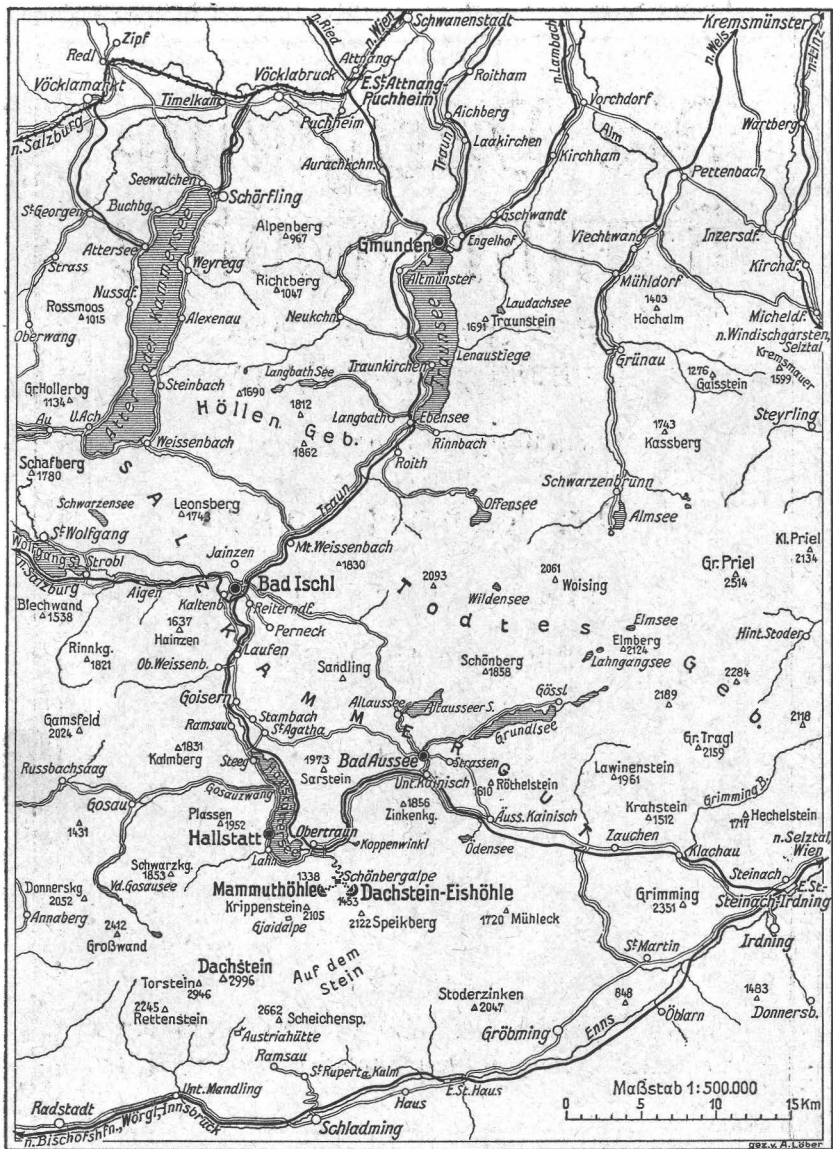 n. Ried
n. Wien
Schwanenstadt
Kremsmünster
Zipf
Redl
Attnang
Roitham
n. Lambach
n. Wels
n. Linz
Vöcklamarkt
Vöcklabruck
E.St.Attnang-
Puchheim
Timelkam
Puchheim
Aichberg
Vorchdorf
n. Salzburg
Traun
Laakirchen
Alm
Wartberg
Aurachkchn.
Kirchham
Pettenbach
Seewalchen
Schörfling
St.Georgen
Buchbg.
Alpenberg
967
Gmunden
Engelhof
Gschwandt
Viechtwang
Inzersdf.
Attersee
Strass
Weyregg
Altmünster
Kirchdf.
Mühldorf
Richtberg
1047
Nussdf.
Rossmoos
1015
Laudachsee
1691 Traunstein
1403
Hochalm
Alexenau
Neukchn.
Micheldf.
n. Windischgarsten,
Selztal
Oberwang
Atter oder Kammersee
Traunsee
Lenaustiege
Traunkirchen
Grünau
Kremsmauer
1599
1276
Gaisstein
Gr.Hollerbg
1134
Steinbach
Langbath See
1690
Höllen Geb.
1812
1862
Au
U.Ach
Langbath
Ebensee
Rinnbach
1743
Kassberg
Steyrling
Weissenbach
Roith
Schafberg
1780
Traun
Schwarzenbrunn
Offensee
Almsee
Schwarzensee
Leonsberg
1743
St.Wolfgang
Wolfgang S.
Strobl
Jainzen
Mt.Weissenbach
1830
Kl.Priel
2134
Gr.Priel
2514
2093
2061
Woising
Wildensee
Todtes Geb.
n. Salzburg
Aigen
Bad Ischl
Kaltenb.
Reiterndf.
Blechwand
1538
1637
Hainzen
Perneck
Elmsee
Elmberg
2124
Lahngangsee
Hint.Stoder
Rinnkg.
1821
Laufen
Ob.Weissenb.
Sandling
Schönberg
1858
2284
2189
SALZKAMMERGUT
Goisern
Altaussee
Altausseer S.
Gössl
Grundlsee
2118
Gamsfeld
2024
Ramsau
Stambach
St.Agatha
Gr.Tragl
2159
1831
Kalmberg
Steeg
1973
Sarstein
Bad Aussee
Strassen
Unt.Kainisch
Lawinenstein
1961
Russbachsaag
Gosauzwang
Hallstätter See
1610
Röthelstein
Grimming B.
Gosau
1856
Zinkenkg.
Krahstein
1512
1717 Hechelstein
1431
Plassen
1952
Hallstatt
Obertraun
Koppenwinkl
Äuss.Kainisch
Ödensee
Zauchen
n. Selztal,
Wien
Klachau
Lahn
Schwarzkg.
1853
Vd.Gosausee
Schönbergalpe
Steinach
E.St.
Steinach-Irdning
Mammuthöhle
1338
1453
Dachstein-Eishöhle
Donnerskg
2052
Annaberg
Krippenstein
2105
Gjaidalpe
2122 Speikberg
1720 Mühleck
Grimming
2351
2412
Großwand
Irdning
St.Martin
Dachstein
2996
Auf dem
Stein
Torstein
2946
Stoderzinken
2047
848
1483
Donnersb.
2245
Rettenstein
2662
Scheichensp.
Öblarn
Austriahütte
Gröbming
Enns
Ramsau
St.Rupert a. Kulm
Unt.Mandling
E.St.Haus
Haus
Maßstab 1:500.000
0 5 10 15 Km
Radstadt
n. Bischofshfn., Wörgl, Innsbruck
Schladming
gez.v. A.Löber